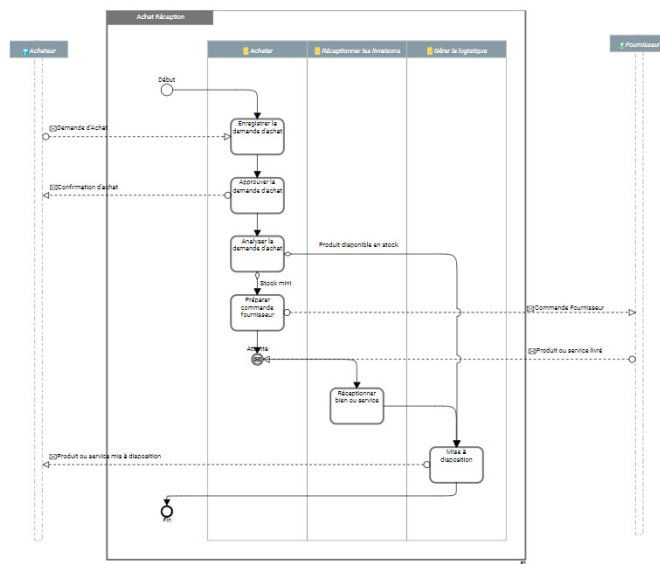 Achat Réception
Acheteur
Acheter
Réceptionner les livraisons
Gérer la logistique
Fournisseur
Début
Enregistrer la
demande d'achat
Demande d'Achat
Approuver la
demande d'achat
Confirmation d'achat
Analyser la
demande d'achat
Produit disponible en stock
Stock mini
Préparer
commande
fournisseur
Commande Fournisseur
Attente
Produit ou service livré
Réceptionner
bien ou service
Mise à
disposition
Produit ou service mis à disposition
Fin